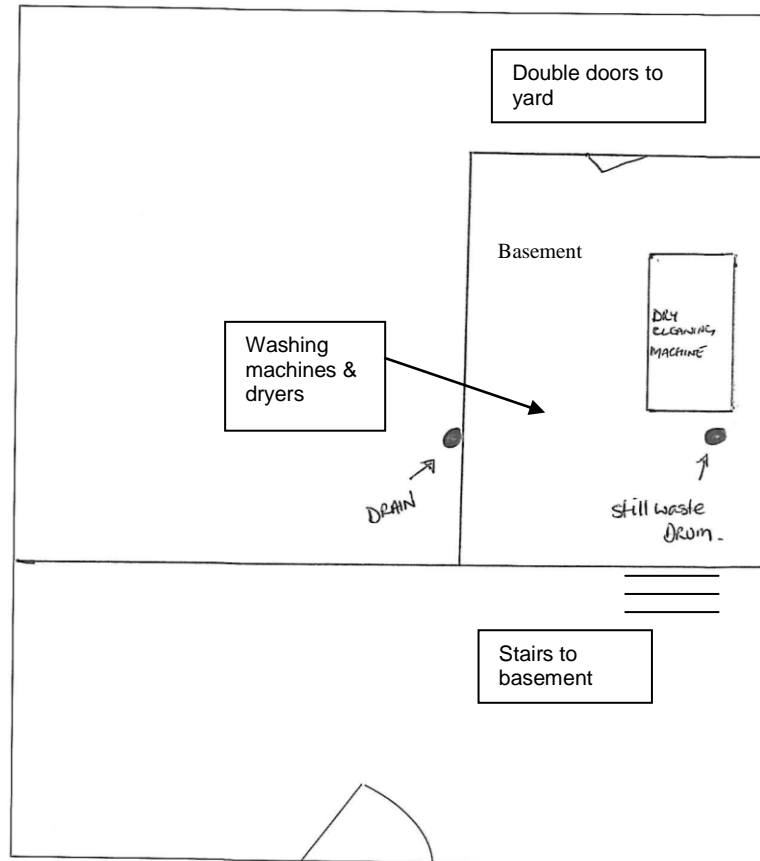 Double doors to
yard
Basement
DRY
CLEANING
MACHINE
Washing
machines &
dryers
DRAIN
still waste
DRUM.
Stairs to
basement